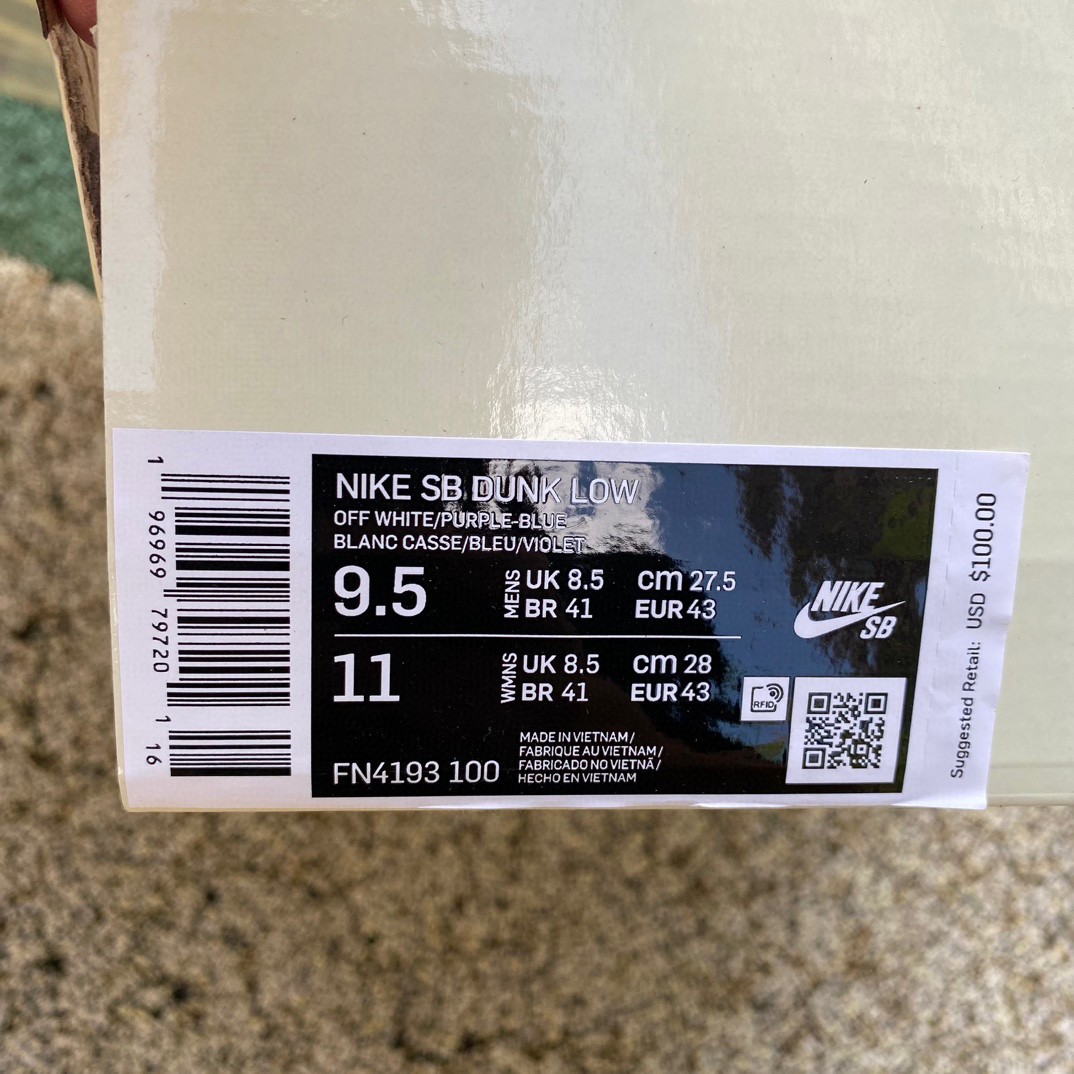 NIKE SB DUNK LOW
OFF WHITE/PURPLE-BLUE
BLANC CASSE/BLEU/VIOLET
9.5 MENS UK 8.5 cm 27.5
BR 41 EUR 43
11 WMNS UK 8.5 cm 28
BR 41 EUR 43
FN4193 100
MADE IN VIETNAM /
FABRIQUE AU VIETNAM /
FABRICADO NO VIETNÃ /
HECHO EN VIETNAM
NIKE
SB
RFID
1 96969 79720 1 16
Suggested Retail: USD $100.00